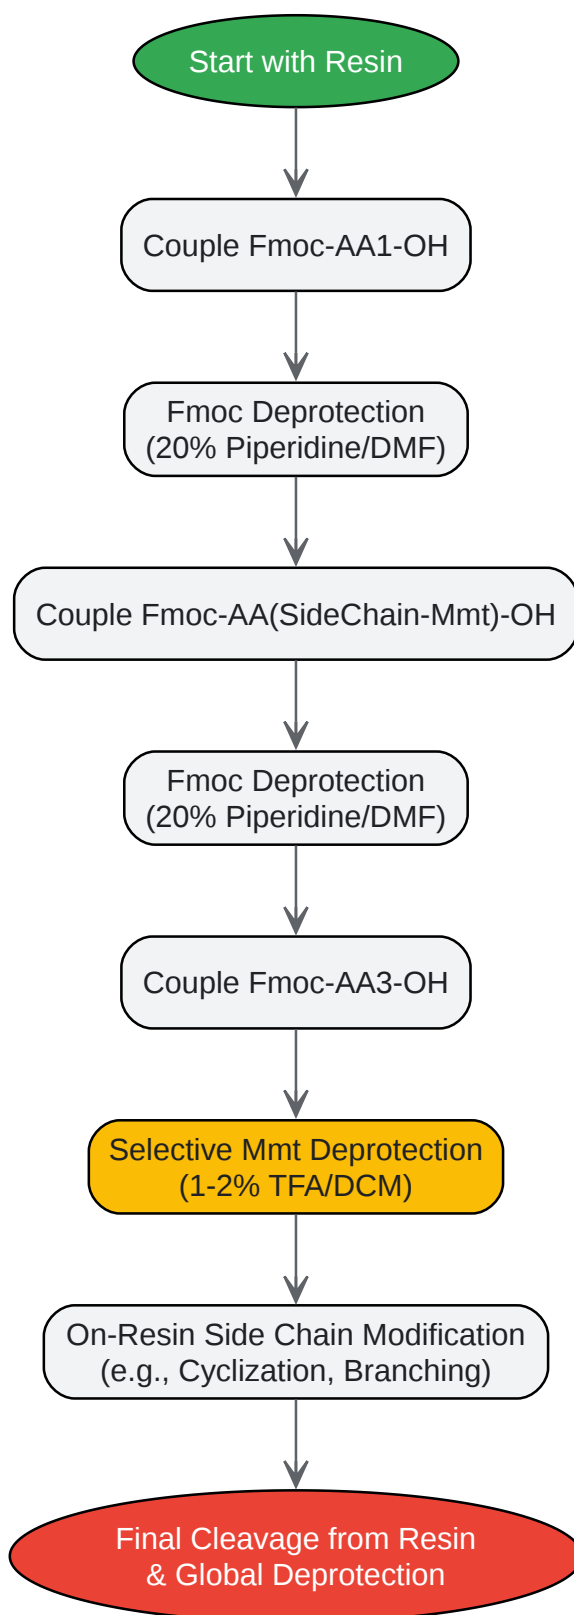 Start with Resin
Couple Fmoc-AA1-OH
Fmoc Deprotection
(20% Piperidine/DMF)
Couple Fmoc-AA(SideChain-Mmt)-OH
Fmoc Deprotection
(20% Piperidine/DMF)
Couple Fmoc-AA3-OH
Selective Mmt Deprotection
(1-2% TFA/DCM)
On-Resin Side Chain Modification
(e.g., Cyclization, Branching)
Final Cleavage from Resin
& Global Deprotection